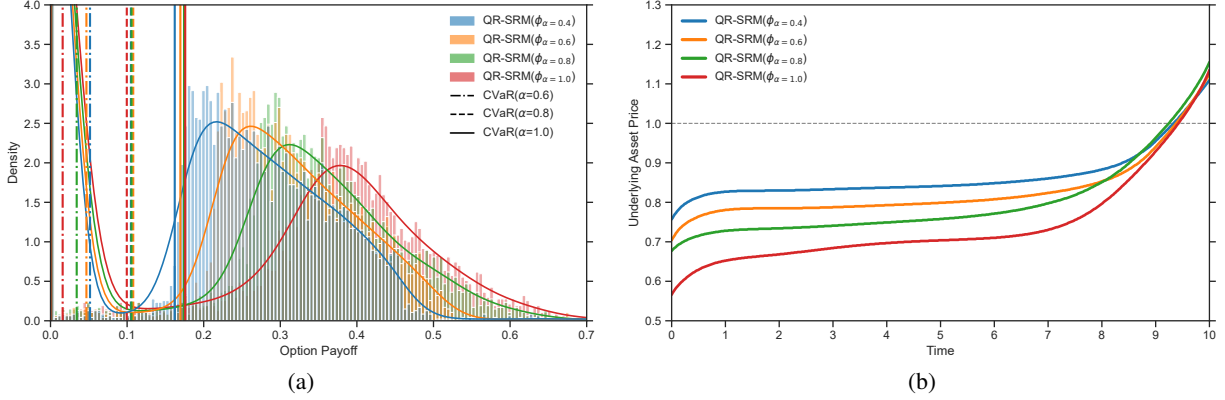 4.0
3.5
3.0
2.5
2.0
1.5
1.0
0.5
0.0
Density
0.0 0.1 0.2 0.3 0.4 0.5 0.6 0.7
Option Payoff
QR-SRM(ϕα = 0.4)
QR-SRM(ϕα = 0.6)
QR-SRM(ϕα = 0.8)
QR-SRM(ϕα = 1.0)
CVaR(α=0.6)
CVaR(α=0.8)
CVaR(α=1.0)
(a)
1.3
1.2
1.1
1.0
0.9
0.8
0.7
0.6
0.5
Underlying Asset Price
0 1 2 3 4 5 6 7 8 9 10
Time
QR-SRM(ϕα = 0.4)
QR-SRM(ϕα = 0.6)
QR-SRM(ϕα = 0.8)
QR-SRM(ϕα = 1.0)
(b)